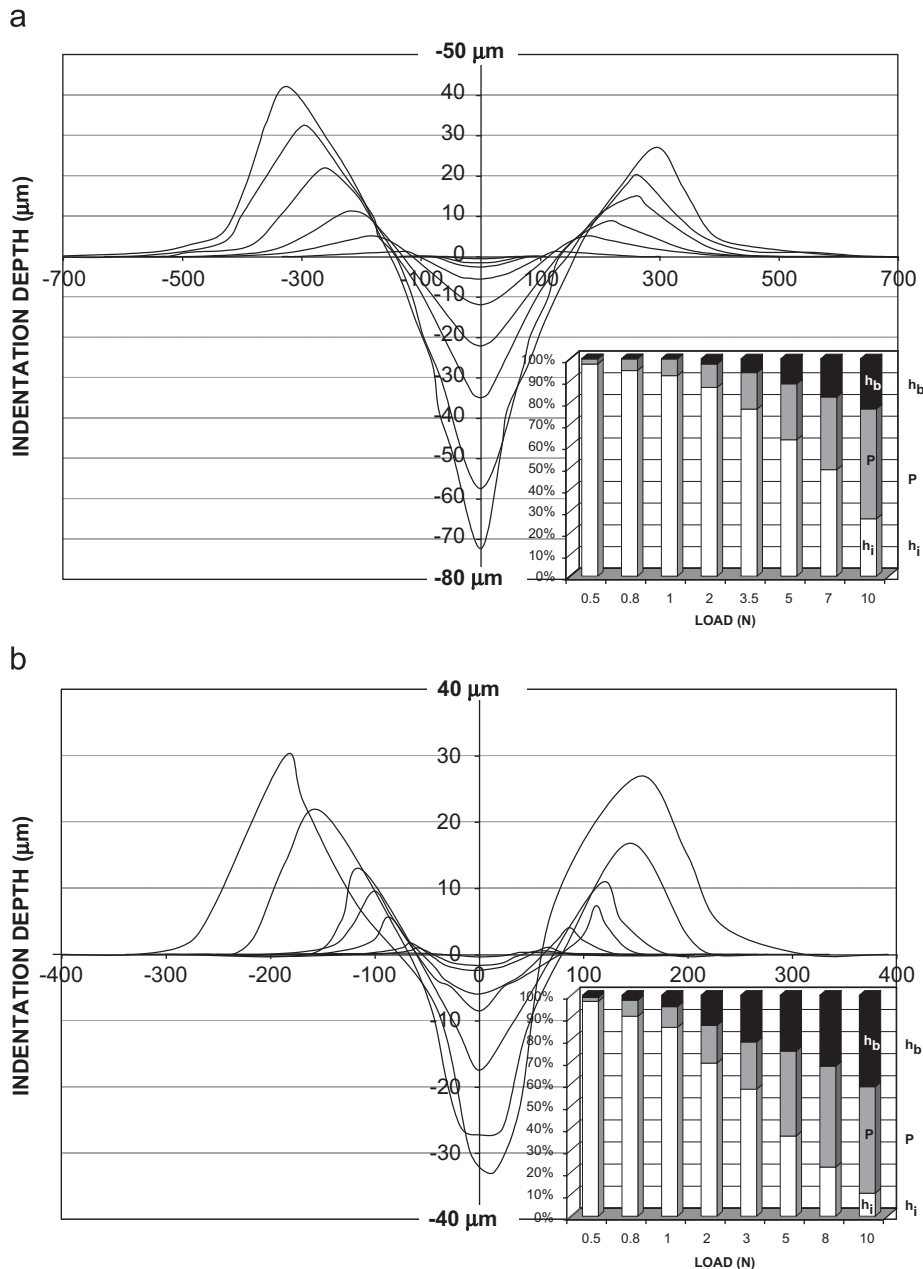 a
-50 µm
40
30
20
10
0
-700 -500 -300 -100 100 300 500 700
-10
-20
-30
-40
-50
-60
-70
-80 µm
INDENTATION DEPTH (µm)
100%
90%
80%
70%
60%
50%
40%
30%
20%
10%
0%
hb hb
P P
hi hi
0.5 0.8 1 2 3.5 5 7 10
LOAD (N)
b
40 µm
30
20
10
0
-400 -300 -200 -100 0 100 200 300 400
-10
-20
-30
-40 µm
INDENTATION DEPTH (µm)
100%
90%
80%
70%
60%
50%
40%
30%
20%
10%
0%
hb hb
P P
hi hi
0.5 0.8 1 2 3 5 8 10
LOAD (N)